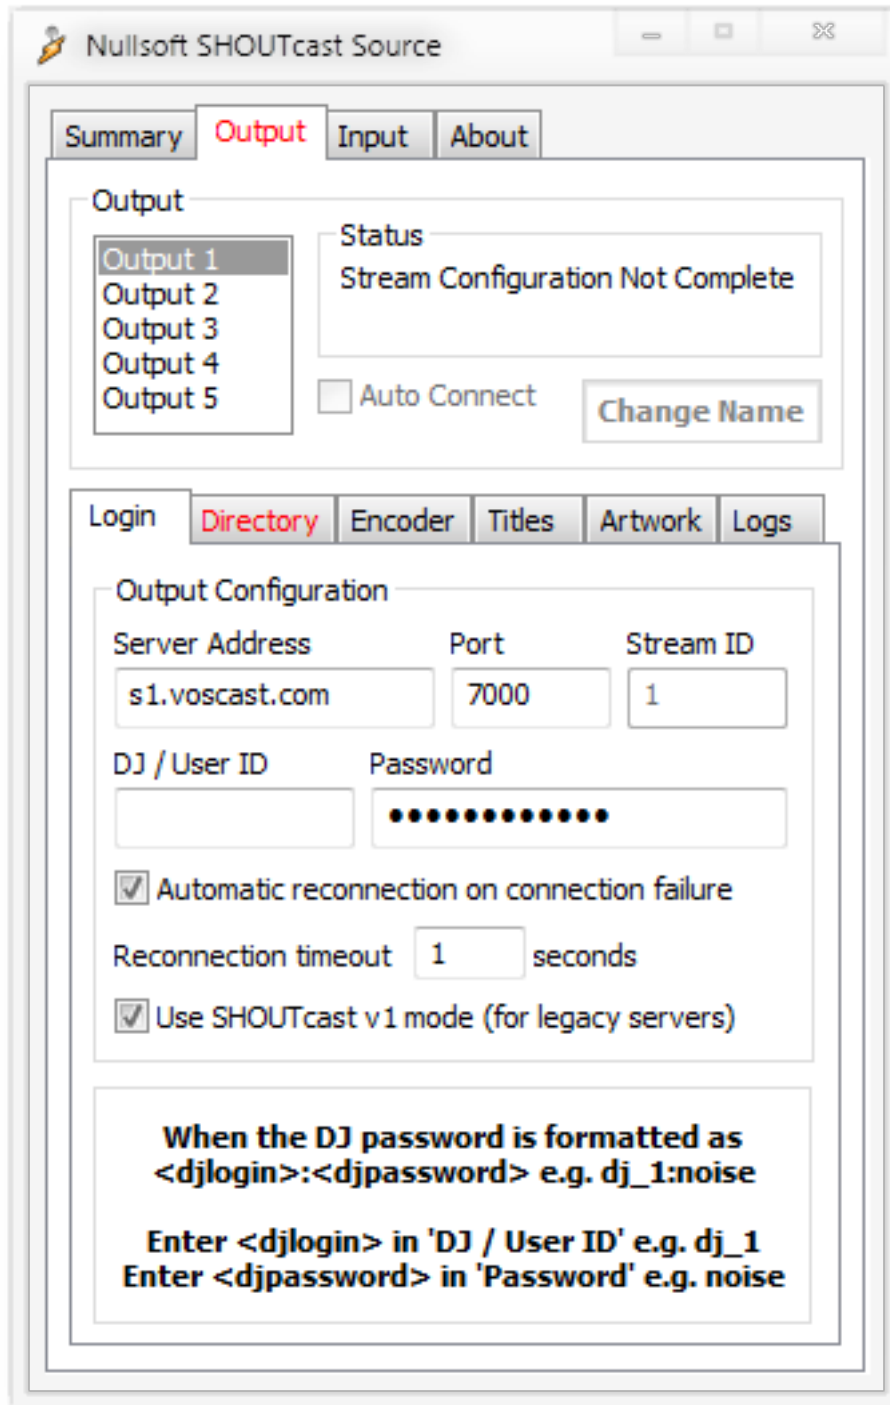 Nullsoft SHOUTcast Source
Summary Output Input About
Output
Output 1
Output 2
Output 3
Output 4
Output 5
Status
Stream Configuration Not Complete
Auto Connect
Change Name
Login Directory Encoder Titles Artwork Logs
Output Configuration
Server Address Port Stream ID
s1.voscast.com 7000 1
DJ / User ID Password
●●●●●●●●●●●●
Automatic reconnection on connection failure
Reconnection timeout 1 seconds
Use SHOUTcast v1 mode (for legacy servers)
When the DJ password is formatted as
<djlogin>:<djpassword> e.g. dj_1:noise
Enter <djlogin> in 'DJ / User ID' e.g. dj_1
Enter <djpassword> in 'Password' e.g. noise